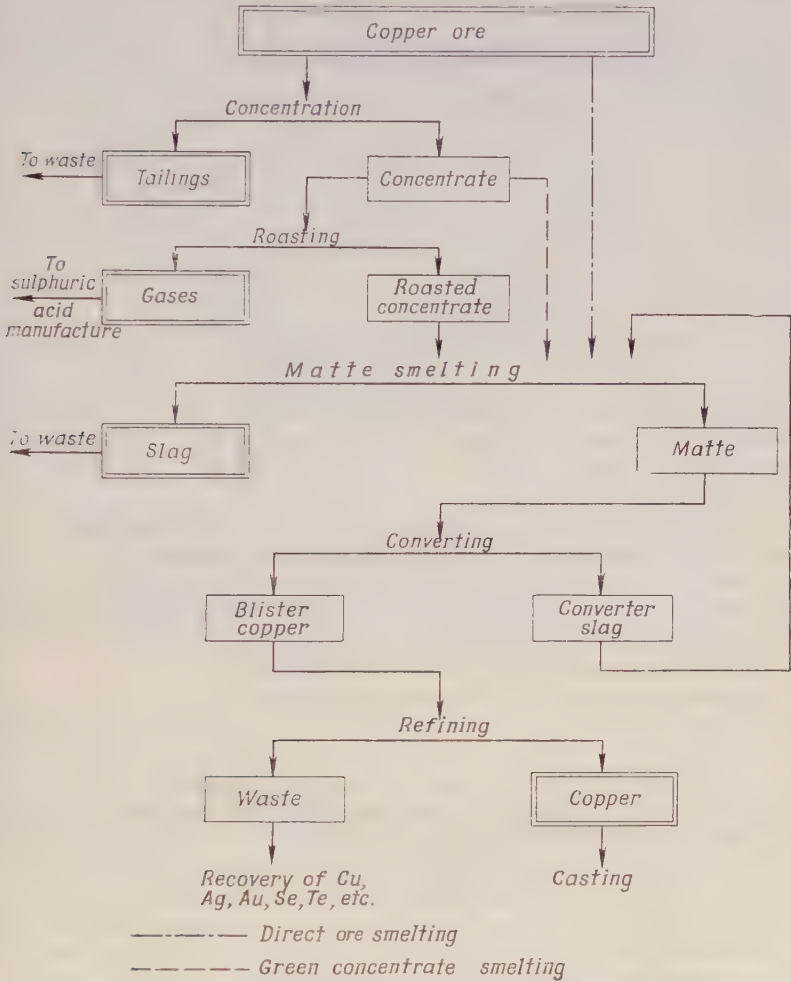 Copper ore
Concentration
To waste
Tailings
Concentrate
Roasting
To
sulphuric
acid
manufacture
Gases
Roasted
concentrate
Matte smelting
To waste
Slag
Matte
Converting
Blister
copper
Converter
slag
Refining
Waste
Copper
Recovery of Cu,
Ag, Au, Se, Te, etc.
Casting
Direct ore smelting
Green concentrate smelting